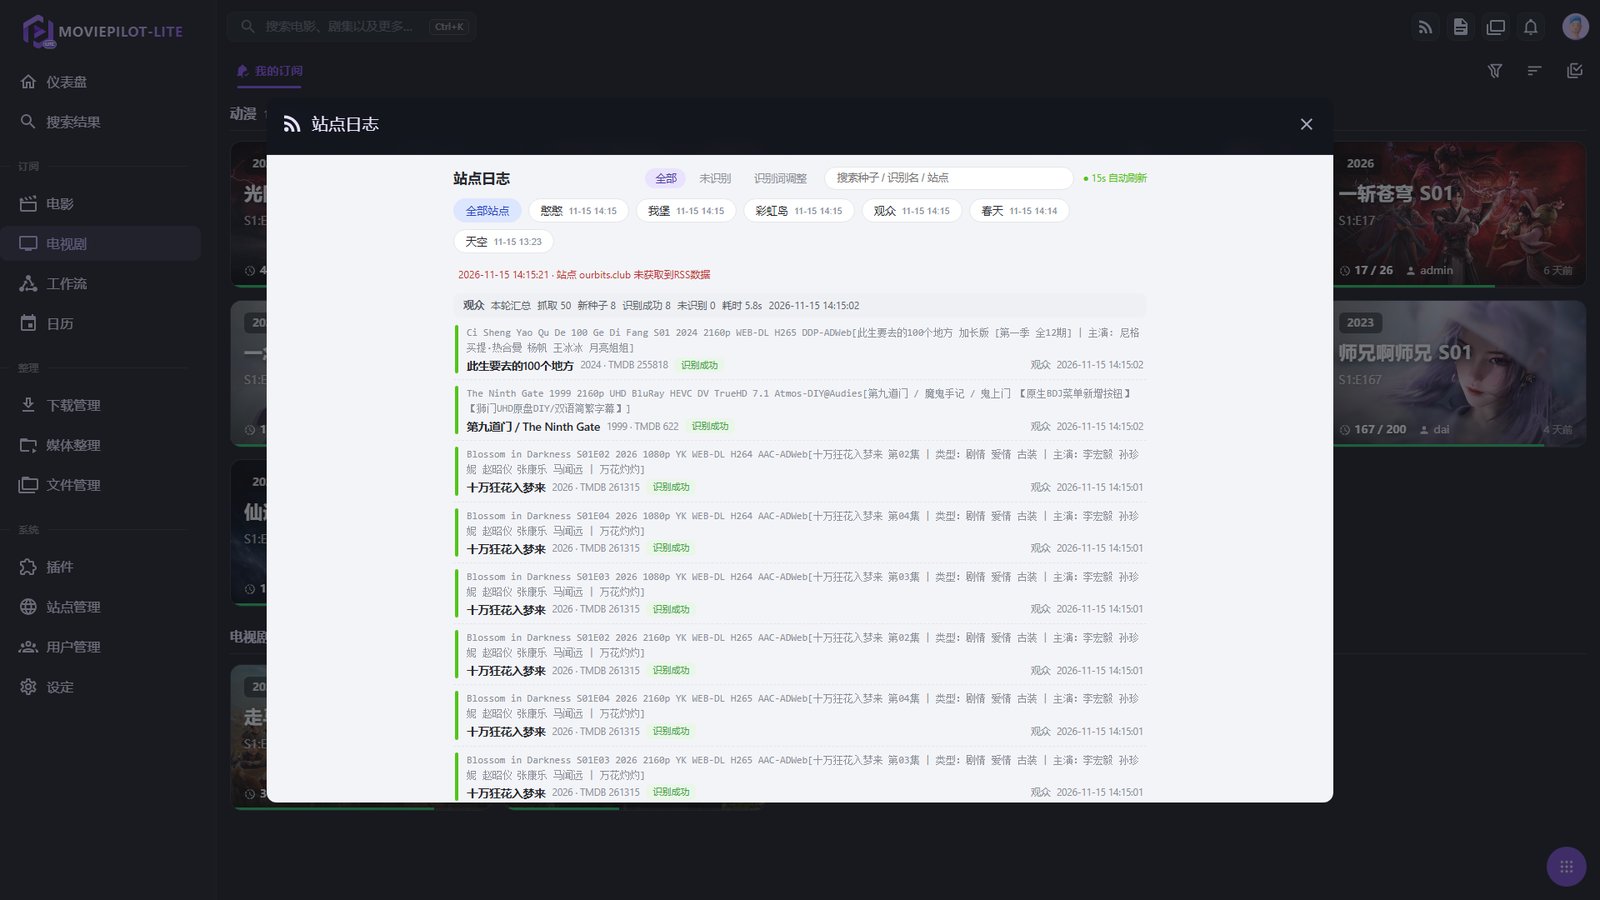 MOVIEPILOT-LITE
LITE
搜索电影、剧集以及更多...
Ctrl+K
仪表盘
搜索结果
订阅
电影
电视剧
工作流
日历
整理
下载管理
媒体整理
文件管理
系统
插件
站点管理
用户管理
设定
我的订阅
动漫
电视剧
2026
一斩苍穹 S01
S1:E17
17 / 26 admin 6 天前
2023
师兄啊师兄 S01
S1:E167
167 / 200 dai 4 天前
站点日志
站点日志
全部 未识别 识别词调整
搜索种子 / 识别名 / 站点
15s 自动刷新
全部站点 憨憨 11-15 14:15 我堡 11-15 14:15 彩虹岛 11-15 14:15 观众 11-15 14:15 春天 11-15 14:14
天空 11-15 13:23
2026-11-15 14:15:21 · 站点 ourbits.club 未获取到RSS数据
观众 本轮汇总 抓取 50 新种子 8 识别成功 8 未识别 0 耗时 5.8s 2026-11-15 14:15:02
Ci Sheng Yao Qu De 100 Ge Di Fang S01 2024 2160p WEB-DL H265 DDP-ADWeb[此生要去的100个地方 加长版 [第一季 全12期] | 主演: 尼格
买提·热合曼 杨帆 王冰冰 月亮姐姐]
此生要去的100个地方 2024 · TMDB 255818 识别成功 观众 2026-11-15 14:15:02
The Ninth Gate 1999 2160p UHD BluRay HEVC DV TrueHD 7.1 Atmos-DIY@Audies[第九道门 / 魔鬼手记 / 鬼上门 【原生BDJ菜单新增按钮】
【狮门UHD原盘DIY/双语简繁字幕】]
第九道门 / The Ninth Gate 1999 · TMDB 622 识别成功 观众 2026-11-15 14:15:02
Blossom in Darkness S01E02 2026 1080p YK WEB-DL H264 AAC-ADWeb[十万狂花入梦来 第02集 | 类型: 剧情 爱情 古装 | 主演: 李宏毅 孙珍
妮 赵昭仪 张康乐 马闻远 | 万花灼灼]
十万狂花入梦来 2026 · TMDB 261315 识别成功 观众 2026-11-15 14:15:01
Blossom in Darkness S01E04 2026 1080p YK WEB-DL H264 AAC-ADWeb[十万狂花入梦来 第04集 | 类型: 剧情 爱情 古装 | 主演: 李宏毅 孙珍
妮 赵昭仪 张康乐 马闻远 | 万花灼灼]
十万狂花入梦来 2026 · TMDB 261315 识别成功 观众 2026-11-15 14:15:01
Blossom in Darkness S01E03 2026 1080p YK WEB-DL H264 AAC-ADWeb[十万狂花入梦来 第03集 | 类型: 剧情 爱情 古装 | 主演: 李宏毅 孙珍
妮 赵昭仪 张康乐 马闻远 | 万花灼灼]
十万狂花入梦来 2026 · TMDB 261315 识别成功 观众 2026-11-15 14:15:01
Blossom in Darkness S01E02 2026 2160p YK WEB-DL H265 AAC-ADWeb[十万狂花入梦来 第02集 | 类型: 剧情 爱情 古装 | 主演: 李宏毅 孙珍
妮 赵昭仪 张康乐 马闻远 | 万花灼灼]
十万狂花入梦来 2026 · TMDB 261315 识别成功 观众 2026-11-15 14:15:01
Blossom in Darkness S01E04 2026 2160p YK WEB-DL H265 AAC-ADWeb[十万狂花入梦来 第04集 | 类型: 剧情 爱情 古装 | 主演: 李宏毅 孙珍
妮 赵昭仪 张康乐 马闻远 | 万花灼灼]
十万狂花入梦来 2026 · TMDB 261315 识别成功 观众 2026-11-15 14:15:01
Blossom in Darkness S01E03 2026 2160p YK WEB-DL H265 AAC-ADWeb[十万狂花入梦来 第03集 | 类型: 剧情 爱情 古装 | 主演: 李宏毅 孙珍
妮 赵昭仪 张康乐 马闻远 | 万花灼灼]
十万狂花入梦来 2026 · TMDB 261315 识别成功 观众 2026-11-15 14:15:01